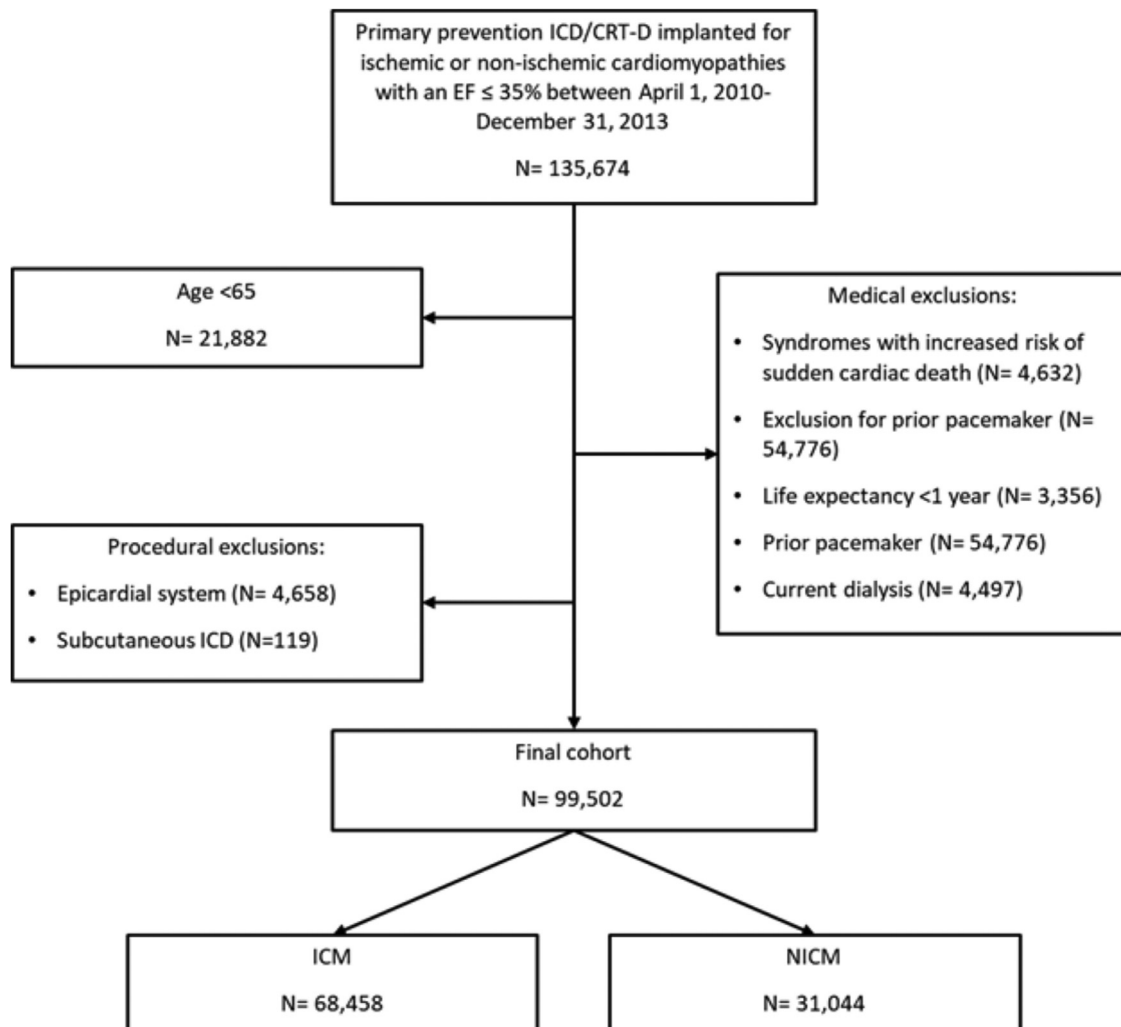 Primary prevention ICD/CRT-D implanted for
ischemic or non-ischemic cardiomyopathies
with an EF ≤ 35% between April 1, 2010-
December 31, 2013
N= 135,674
Age <65
N= 21,882
Medical exclusions:
• Syndromes with increased risk of
sudden cardiac death (N= 4,632)
• Exclusion for prior pacemaker (N=
54,776)
• Life expectancy <1 year (N= 3,356)
• Prior pacemaker (N= 54,776)
• Current dialysis (N= 4,497)
Procedural exclusions:
• Epicardial system (N= 4,658)
• Subcutaneous ICD (N=119)
Final cohort
N= 99,502
ICM
N= 68,458
NICM
N= 31,044